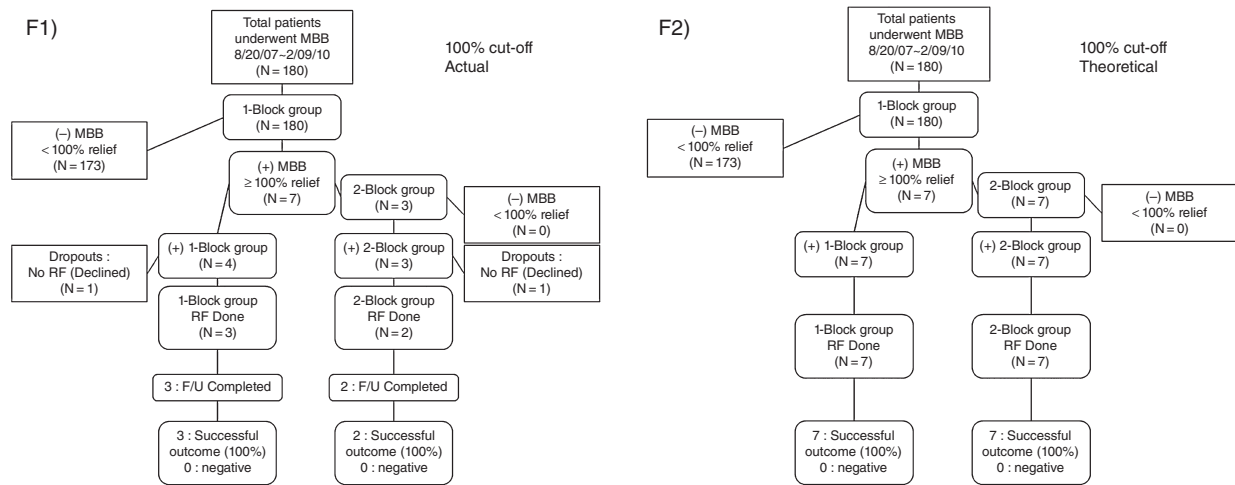 F1)
Total patients
underwent MBB
8/20/07~2/09/10
(N = 180)
100% cut-off
Actual
1-Block group
(N = 180)
(–) MBB
< 100% relief
(N = 173)
(+) MBB
≥ 100% relief
(N = 7)
2-Block group
(N = 3)
(–) MBB
< 100% relief
(N = 0)
Dropouts :
No RF (Declined)
(N = 1)
(+) 1-Block group
(N = 4)
(+) 2-Block group
(N = 3)
Dropouts :
No RF (Declined)
(N = 1)
1-Block group
RF Done
(N = 3)
2-Block group
RF Done
(N = 2)
3 : F/U Completed
2 : F/U Completed
3 : Successful
outcome (100%)
0 : negative
2 : Successful
outcome (100%)
0 : negative
F2)
Total patients
underwent MBB
8/20/07~2/09/10
(N = 180)
100% cut-off
Theoretical
1-Block group
(N = 180)
(–) MBB
< 100% relief
(N = 173)
(+) MBB
≥ 100% relief
(N = 7)
2-Block group
(N = 7)
(–) MBB
< 100% relief
(N = 0)
(+) 1-Block group
(N = 7)
(+) 2-Block group
(N = 7)
1-Block group
RF Done
(N = 7)
2-Block group
RF Done
(N = 7)
7 : Successful
outcome (100%)
0 : negative
7 : Successful
outcome (100%)
0 : negative